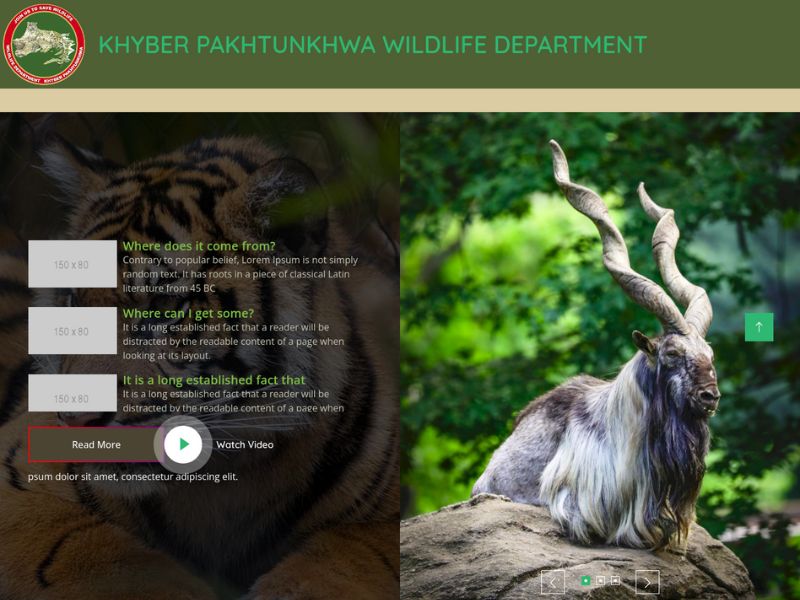 JOIN US TO SAVE WILDLIFE
WILDLIFE DEPARTMENT KHYBER PAKHTUNKHWA
KHYBER PAKHTUNKHWA WILDLIFE DEPARTMENT
150 x 80
Where does it come from?
Contrary to popular belief, Lorem Ipsum is not simply
random text. It has roots in a piece of classical Latin
literature from 45 BC
150 x 80
Where can I get some?
It is a long established fact that a reader will be
distracted by the readable content of a page when
looking at its layout.
150 x 80
It is a long established fact that
It is a long established fact that a reader will be
distracted by the readable content of a page when
Read More
Watch Video
psum dolor sit amet, consectetur adipiscing elit.